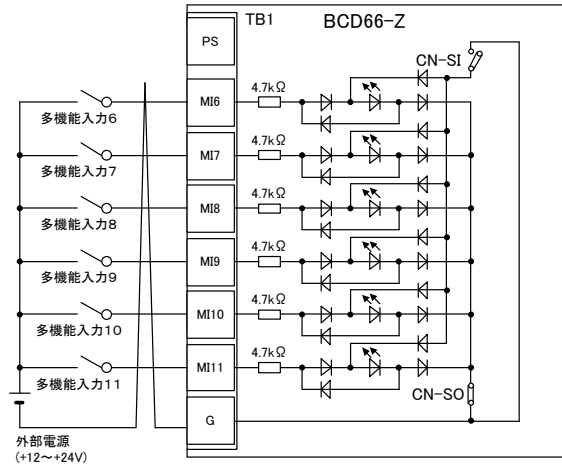 TB1 BCD66-Z
PS
CN-SI
MI6 4.7kΩ
多機能入力6
MI7 4.7kΩ
多機能入力7
MI8 4.7kΩ
多機能入力8
MI9 4.7kΩ
多機能入力9
MI10 4.7kΩ
多機能入力10
MI11 4.7kΩ
多機能入力11
CN-SO
G
外部電源
(+12～+24V)